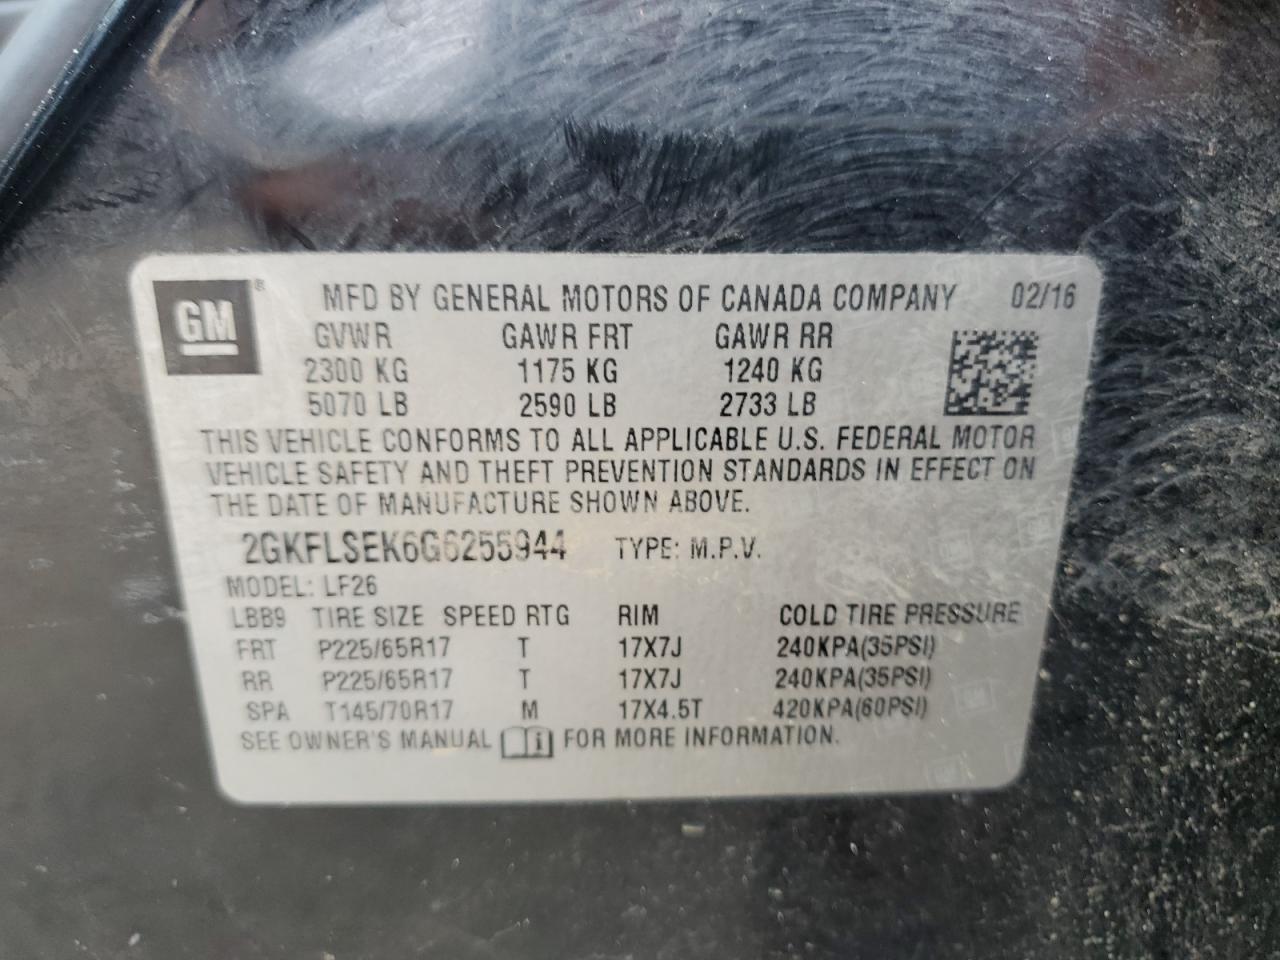 GM ® MFD BY GENERAL MOTORS OF CANADA COMPANY 02/16
GVWR GAWR FRT GAWR RR
2300 KG 1175 KG 1240 KG
5070 LB 2590 LB 2733 LB
THIS VEHICLE CONFORMS TO ALL APPLICABLE U.S. FEDERAL MOTOR
VEHICLE SAFETY AND THEFT PREVENTION STANDARDS IN EFFECT ON
THE DATE OF MANUFACTURE SHOWN ABOVE.
2GKFLSEK6G6255944 TYPE: M.P.V.
MODEL: LF26
LBB9 TIRE SIZE SPEED RTG RIM COLD TIRE PRESSURE
FRT P225/65R17 T 17X7J 240KPA(35PSI)
RR P225/65R17 T 17X7J 240KPA(35PSI)
SPA T145/70R17 M 17X4.5T 420KPA(60PSI)
SEE OWNER'S MANUAL i FOR MORE INFORMATION.